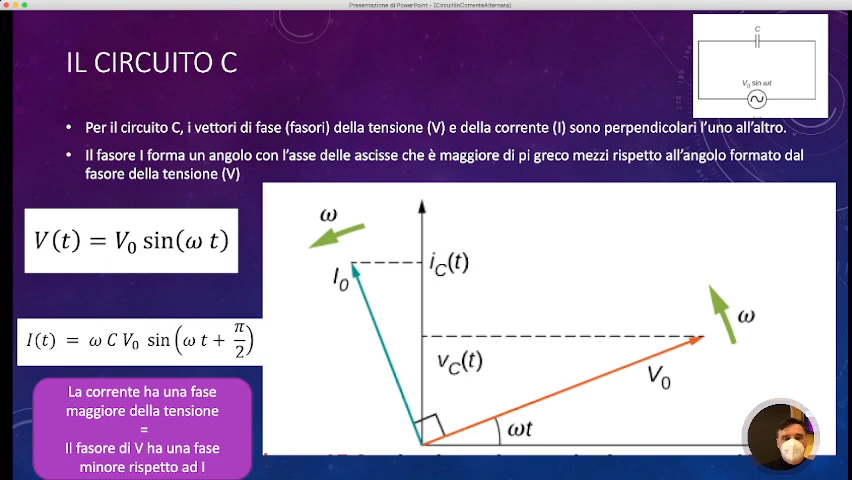 Presentazione di PowerPoint - [CircuitiInCorrenteAlternata]
IL CIRCUITO C
C
V₀ sin ωt
• Per il circuito C, i vettori di fase (fasori) della tensione (V) e della corrente (I) sono perpendicolari l'uno all'altro.
• Il fasore I forma un angolo con l'asse delle ascisse che è maggiore di pi greco mezzi rispetto all'angolo formato dal
fasore della tensione (V)
V(t) = V₀ sin(ω t)
I(t) = ω C V₀ sin(ω t + π/2)
La corrente ha una fase
maggiore della tensione
=
Il fasore di V ha una fase
minore rispetto ad I
ω
I₀
i_C(t)
ω
v_C(t)
V₀
ωt